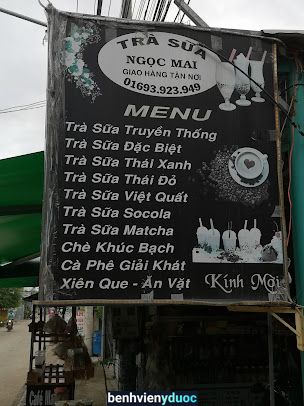 TRÀ SỮA
NGỌC MAI
GIAO HÀNG TẬN NƠI
01693.923.949
MENU
Trà Sữa Truyền Thống
Trà Sữa Đặc Biệt
Trà Sữa Thái Xanh
Trà Sữa Thái Đỏ
Trà Sữa Việt Quất
Trà Sữa Socola
Trà Sữa Matcha
Chè Khúc Bạch
Cà Phê Giải Khát
Xiên Que - Ăn Vặt
Kính Mời
benhvienyduoc